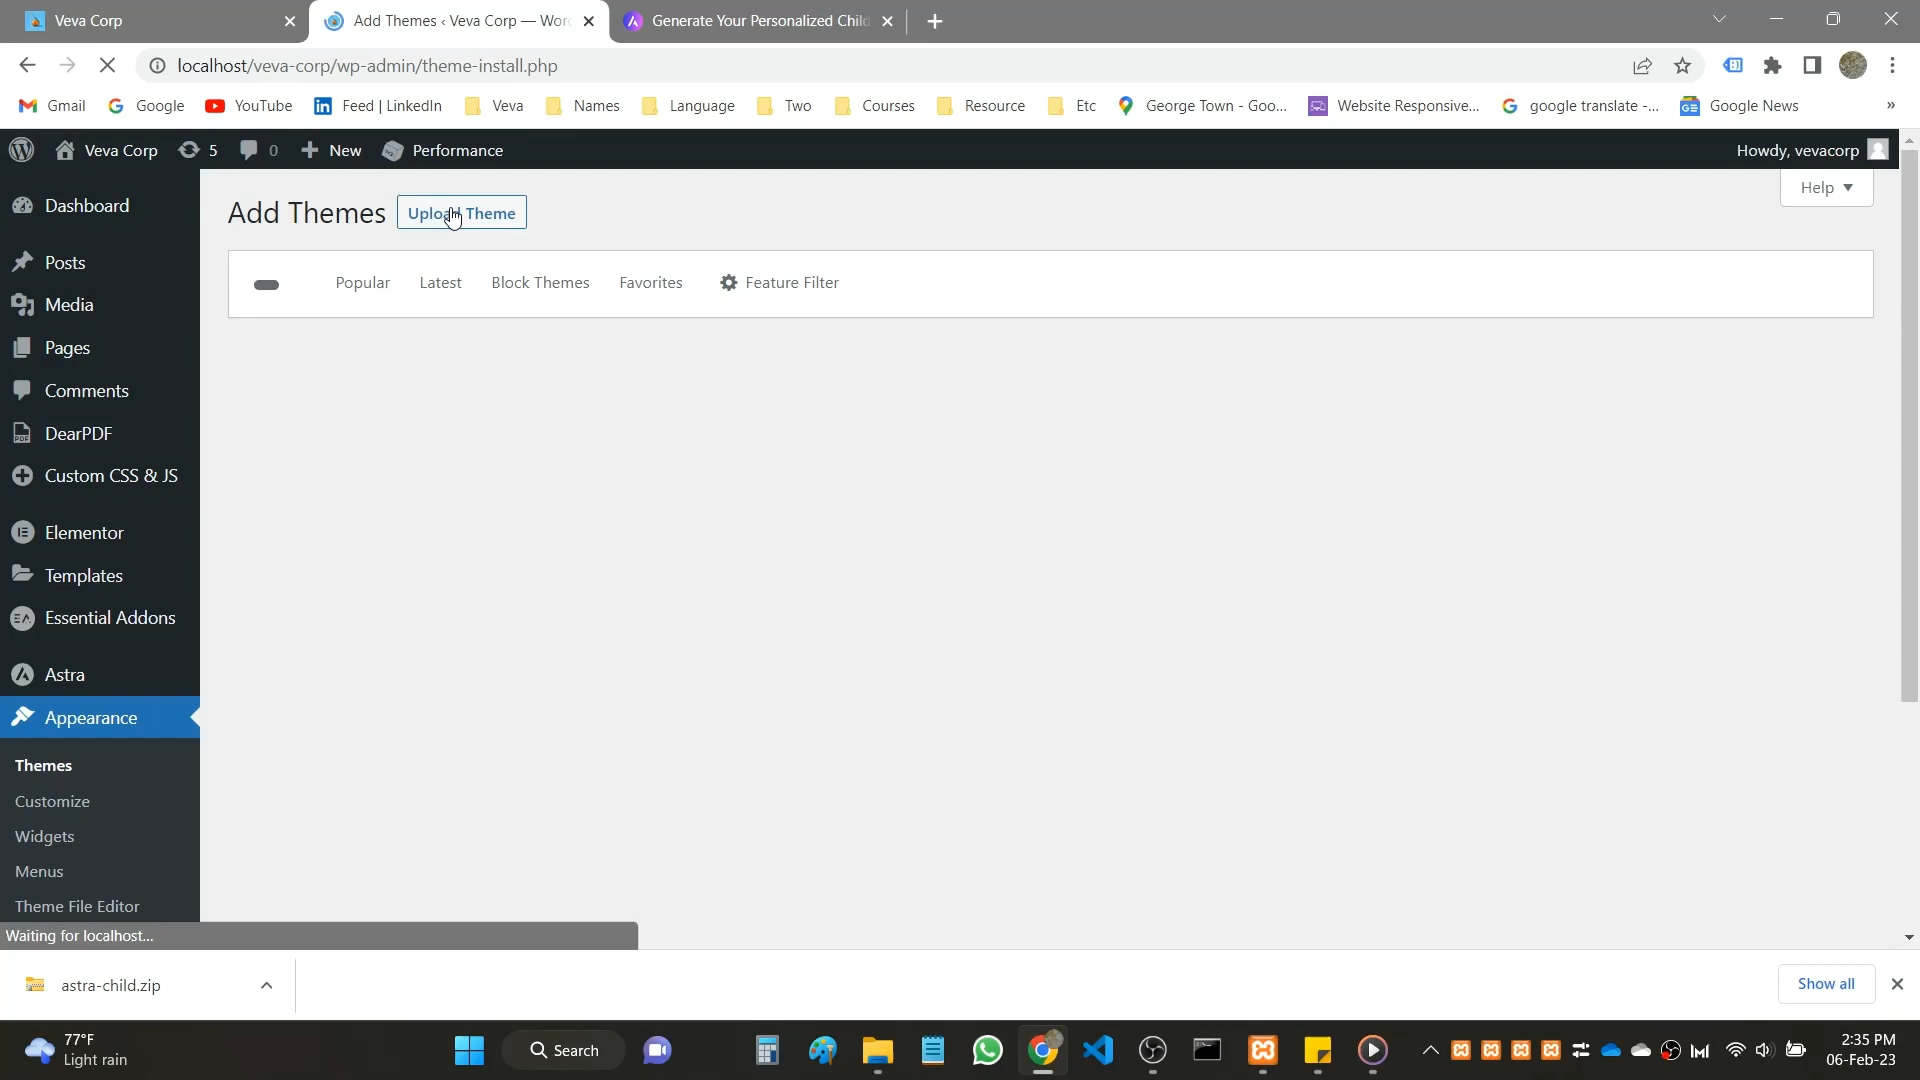 Veva Corp
Add Themes ‹ Veva Corp — Wor
Generate Your Personalized Child
localhost/veva-corp/wp-admin/theme-install.php
Gmail
Google
YouTube
Feed | LinkedIn
Veva
Names
Language
Two
Courses
Resource
Etc
George Town - Goo...
Website Responsive...
google translate -...
Google News
»
Veva Corp
5
0
New
Performance
Howdy, vevacorp
Dashboard
Posts
Media
Pages
Comments
DearPDF
Custom CSS & JS
Elementor
Templates
Essential Addons
Astra
Appearance
Themes
Customize
Widgets
Menus
Theme File Editor
Add Themes
Upload Theme
Help
Popular
Latest
Block Themes
Favorites
Feature Filter
Waiting for localhost...
astra-child.zip
Show all
77°F
Light rain
Search
2:35 PM
06-Feb-23